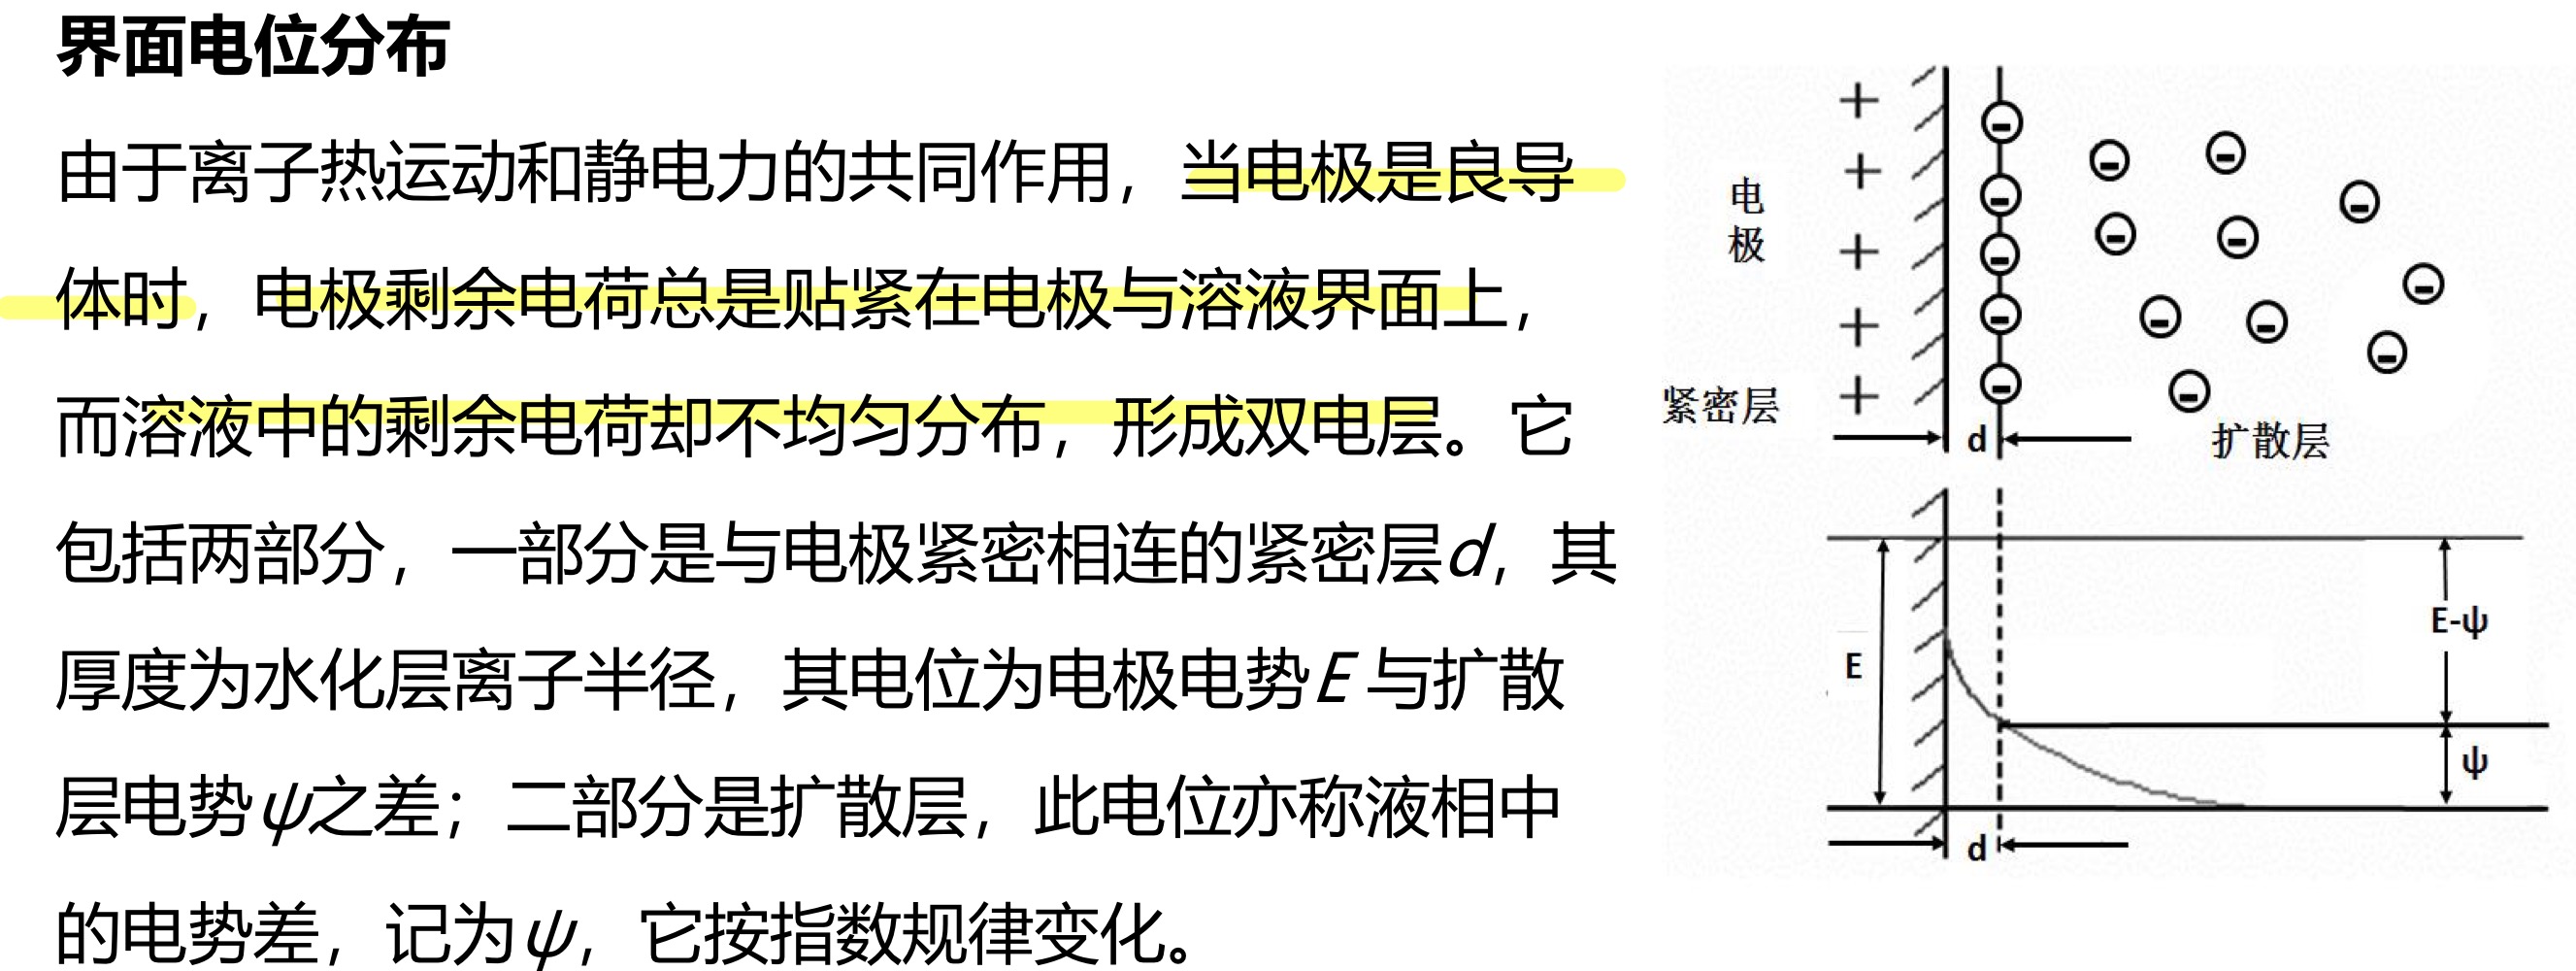 界面电位分布
由于离子热运动和静电力的共同作用，当电极是良导
体时，电极剩余电荷总是贴紧在电极与溶液界面上，
而溶液中的剩余电荷却不均匀分布，形成双电层。它
包括两部分，一部分是与电极紧密相连的紧密层d，其
厚度为水化层离子半径，其电位为电极电势E 与扩散
层电势ψ之差；二部分是扩散层，此电位亦称液相中
的电势差，记为ψ，它按指数规律变化。
电
极
紧密层
d
扩散层
E
E-ψ
ψ
d